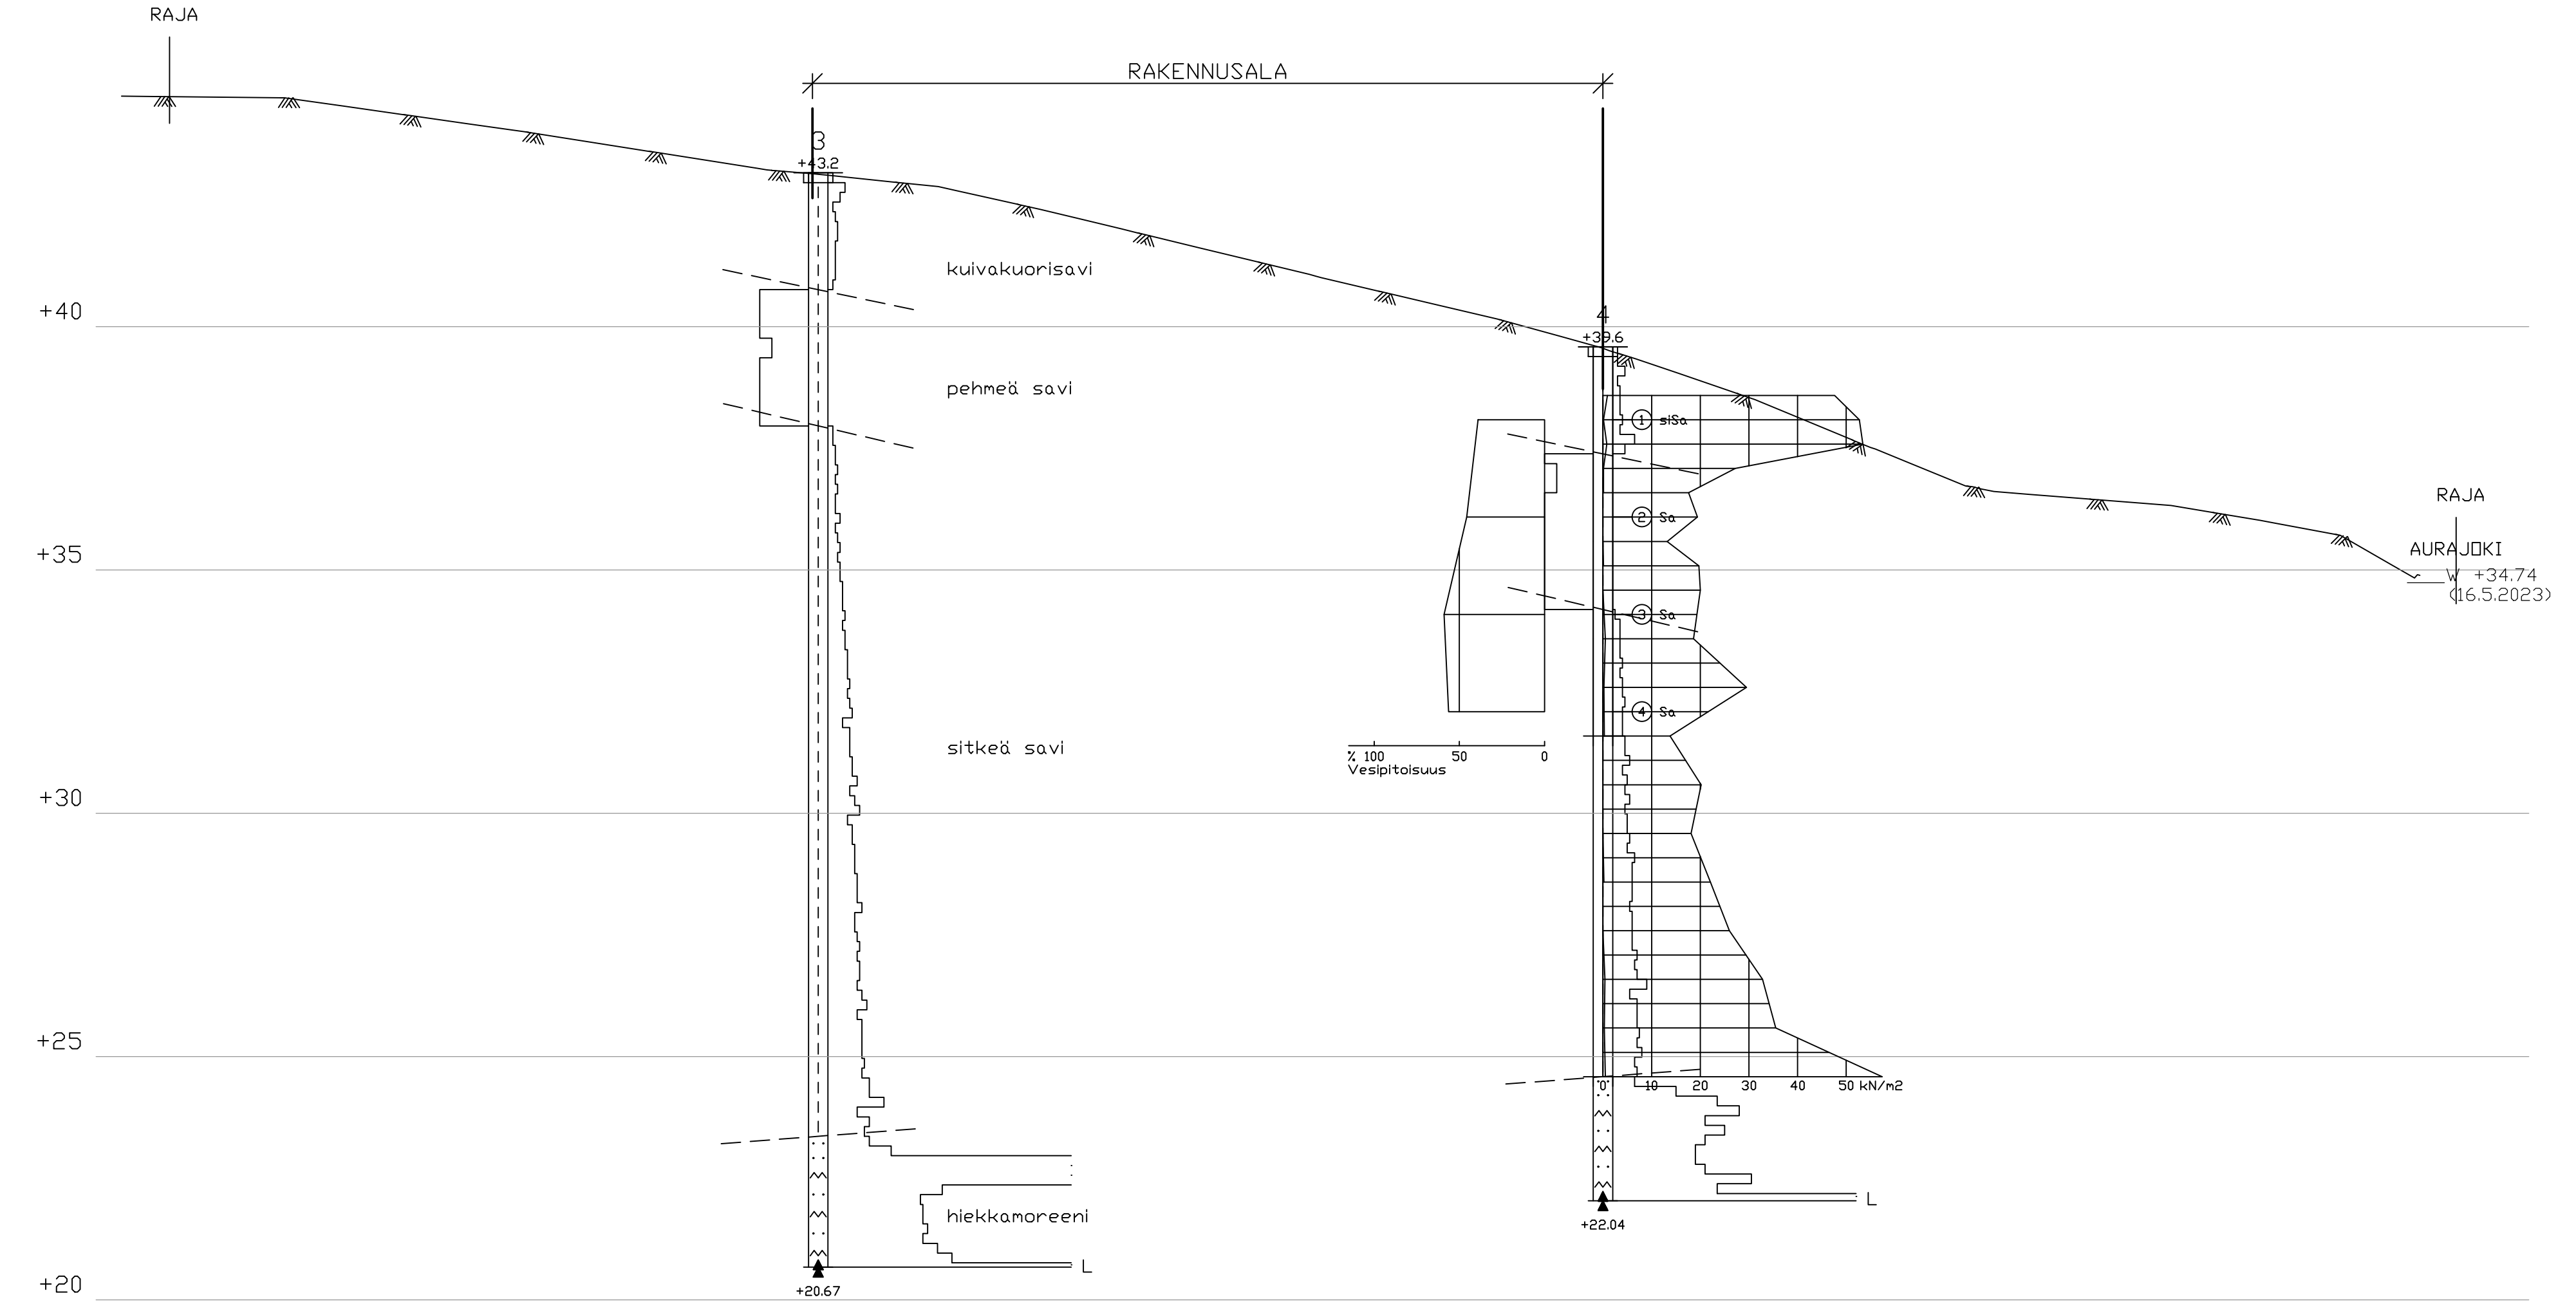 RAJA
RAKENNUSALA
3
+43.2
kuivakuorisavi
+40
4
+39.6
pehmeä savi
1 siSa
RAJA
2 Sa
+35
AURAJOKI
W +34.74
(16.5.2023)
3 Sa
4 Sa
sitkeä savi
% 100 50 0
Vesipitoisuus
+30
+25
0 10 20 30 40 50 kN/m2
L
hiekkamoreeni
+22.04
L
+20
+20.67